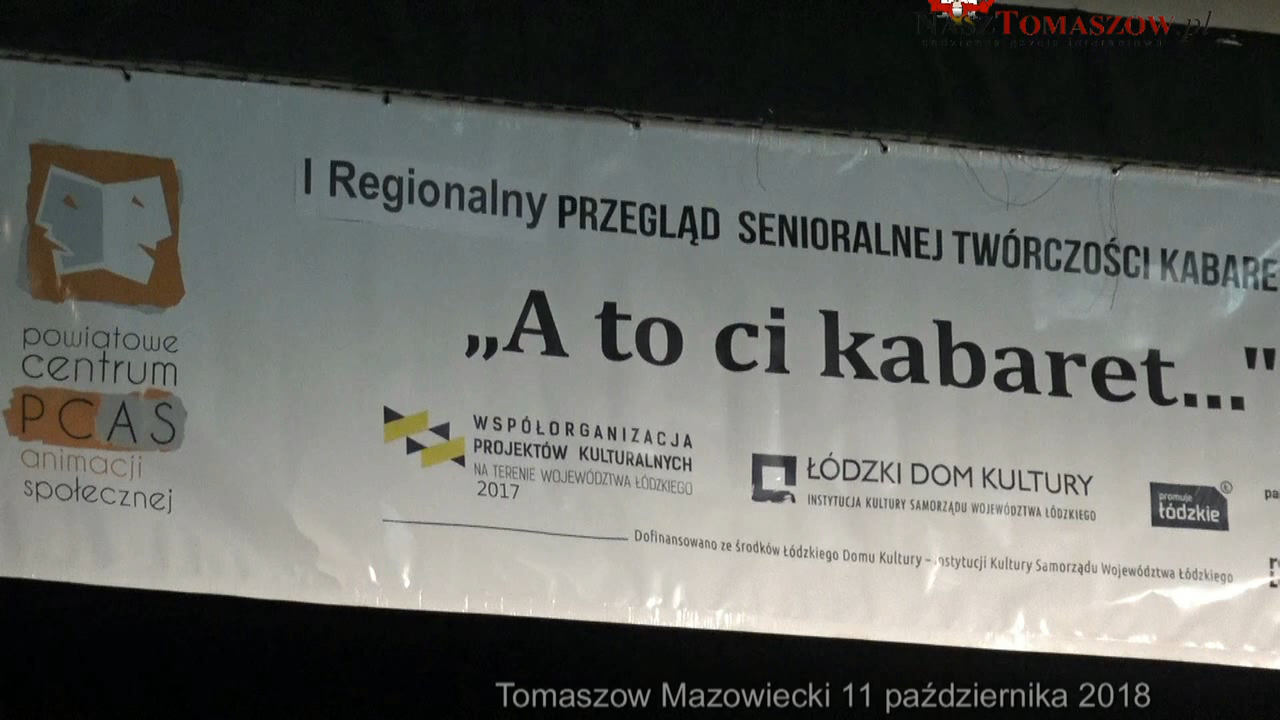 NASZTOMASZOW.pl
I Regionalny PRZEGLĄD SENIORALNEJ TWÓRCZOŚCI KABARE
„A to ci kabaret..."
powiatowe
centrum
PCAS
animacji
społecznej
WSPÓŁORGANIZACJA
PROJEKTÓW KULTURALNYCH
NA TERENIE WOJEWÓDZTWA ŁÓDZKIEGO
2017
ŁÓDZKI DOM KULTURY
INSTYTUCJA KULTURY SAMORZĄDU WOJEWÓDZTWA ŁÓDZKIEGO
promuje
łódzkie
pa
Dofinansowano ze środków Łódzkiego Domu Kultury – nstytucji Kultury Samorządu Województwa Łódzkiego
Tomaszow Mazowiecki 11 października 2018